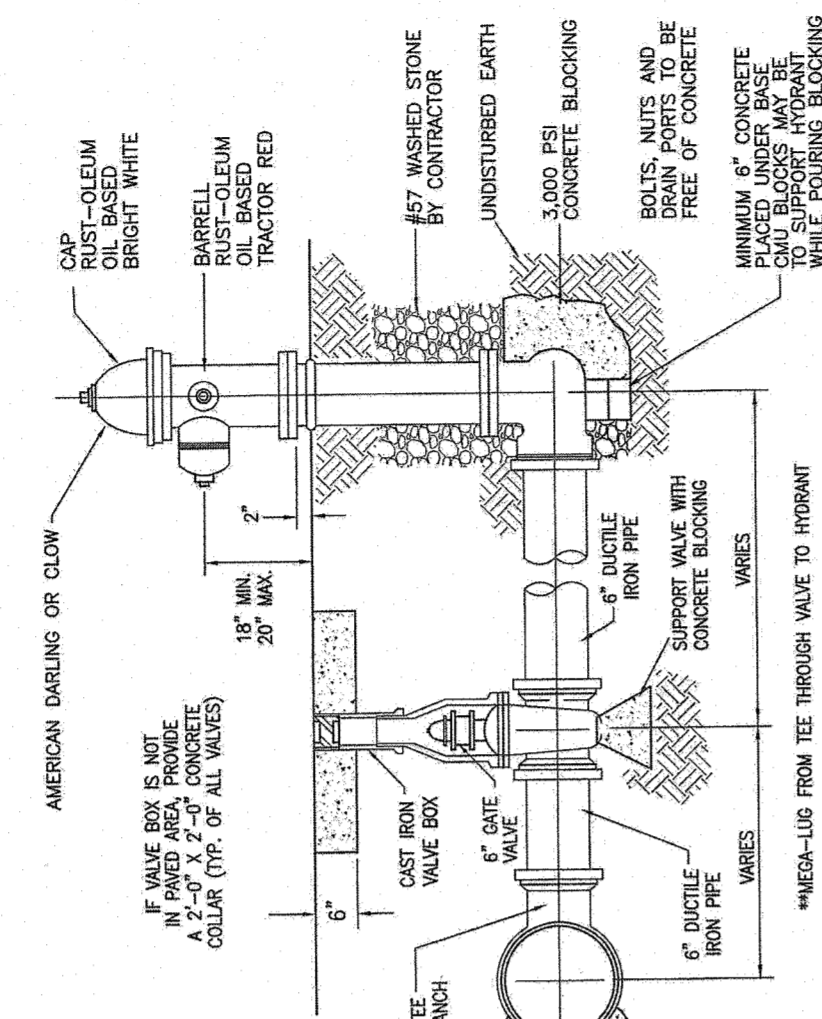 AMERICAN DARLING OR CLOW
CAP
RUST-OLEUM
OIL BASED
BRIGHT WHITE
BARRELL
RUST-OLEUM
OIL BASED
TRACTOR RED
IF VALVE BOX IS NOT
IN PAVED AREA, PROVIDE
A 2'-0" X 2'-0" CONCRETE
COLLAR (TYP. OF ALL VALVES)
18" MIN.
20" MAX.
2"
6"
#57 WASHED STONE
BY CONTRACTOR
UNDISTURBED EARTH
3,000 PSI
CONCRETE BLOCKING
BOLTS, NUTS AND
DRAIN PORTS TO BE
FREE OF CONCRETE
MINIMUM 6" CONCRETE
PLACED UNDER BASE
CMU BLOCKS MAY BE
TO SUPPORT HYDRANT
WHILE POURING BLOCKING
CAST IRON
VALVE BOX
6" GATE
VALVE
6" DUCTILE
IRON PIPE
SUPPORT VALVE WITH
CONCRETE BLOCKING
TEE
ANCH
6" DUCTILE
IRON PIPE
VARIES
VARIES
**MEGA-LUG FROM TEE THROUGH VALVE TO HYDRANT